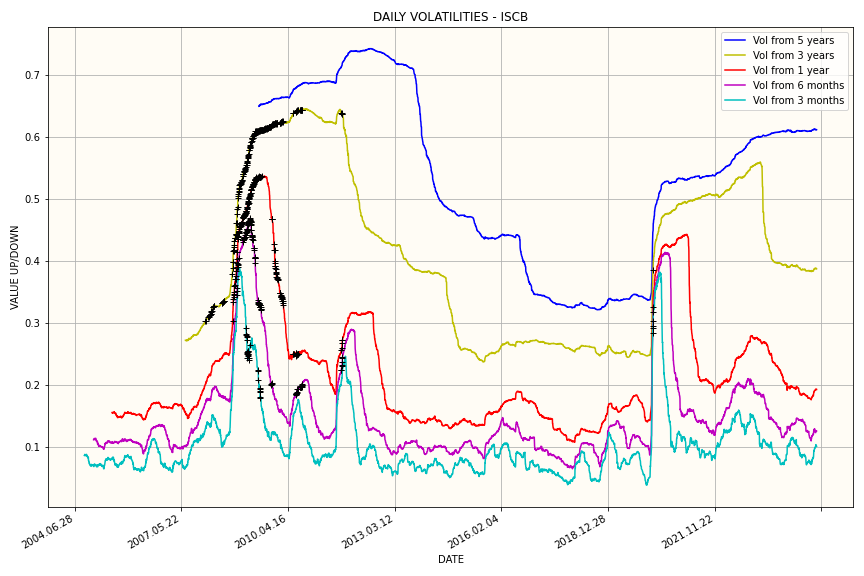 DAILY VOLATILITIES - ISCB
Vol from 5 years
Vol from 3 years
Vol from 1 year
Vol from 6 months
Vol from 3 months
VALUE UP/DOWN
0.7
0.6
0.5
0.4
0.3
0.2
0.1
2004.06.28
2007.05.22
2010.04.16
2013.03.12
2016.02.04
2018.12.28
2021.11.22
DATE